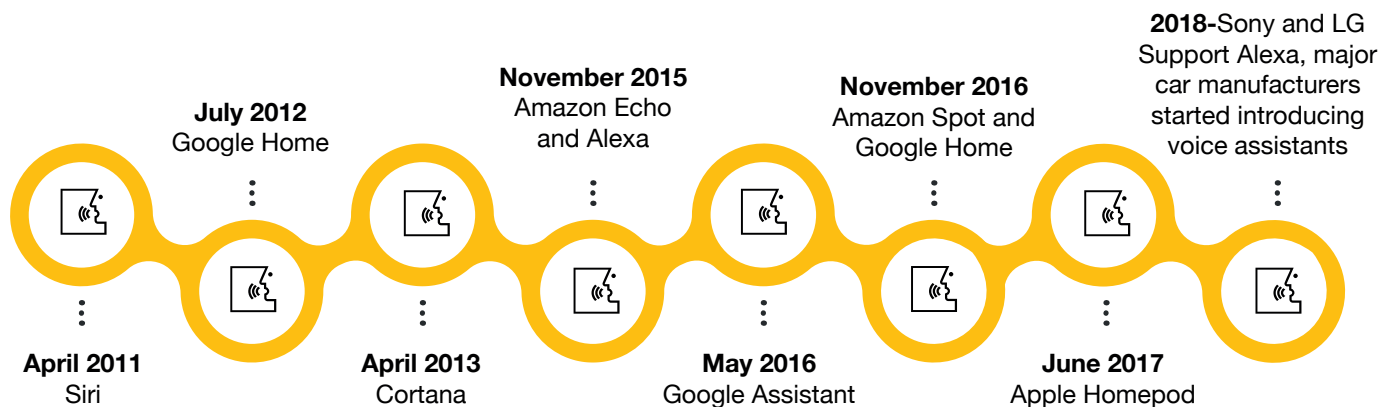 April 2011
Siri
July 2012
Google Home
April 2013
Cortana
November 2015
Amazon Echo
and Alexa
May 2016
Google Assistant
November 2016
Amazon Spot and
Google Home
June 2017
Apple Homepod
2018-Sony and LG
Support Alexa, major
car manufacturers
started introducing
voice assistants